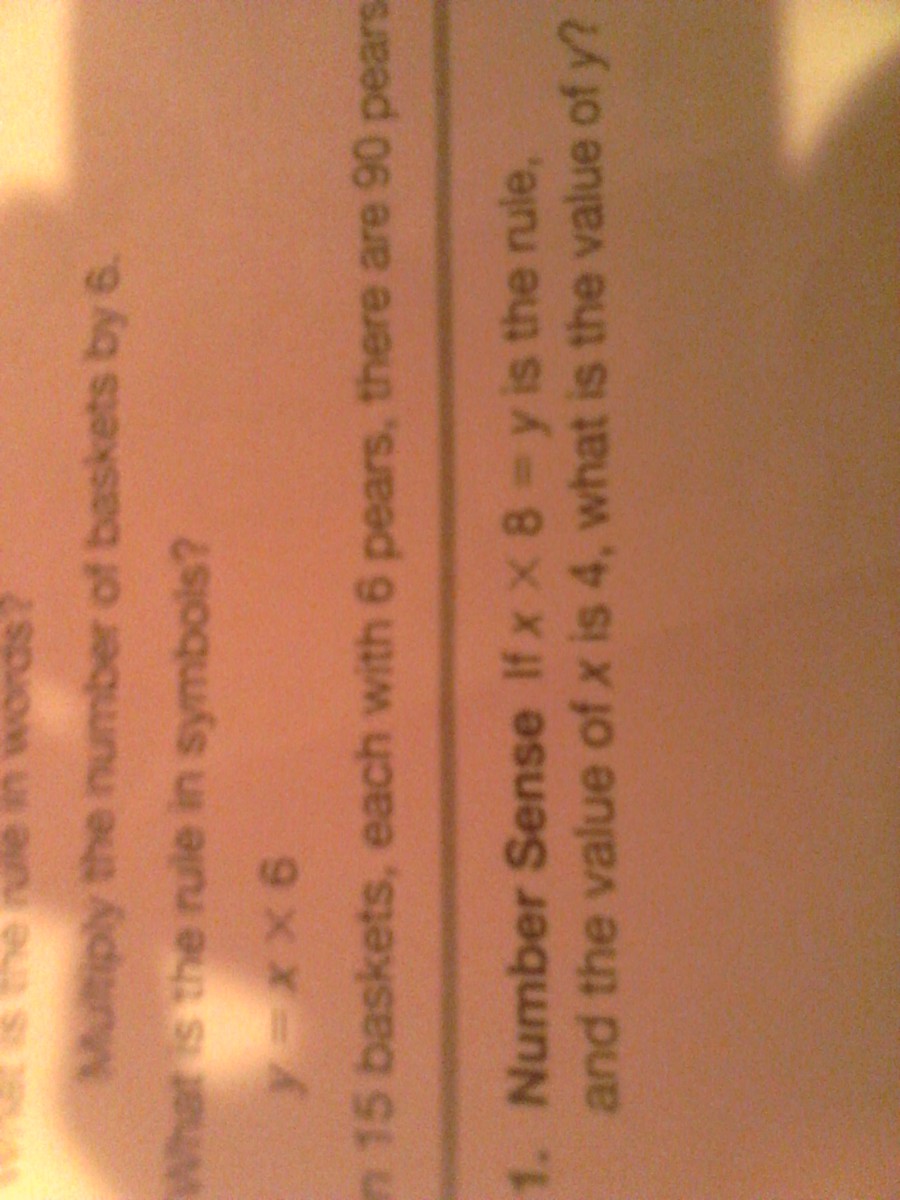 is the rule in words?
Multiply the number of baskets by 6.
What is the rule in symbols?
y = x × 6
n 15 baskets, each with 6 pears, there are 90 pears
1. Number Sense If x × 8 = y is the rule,
and the value of x is 4, what is the value of y?